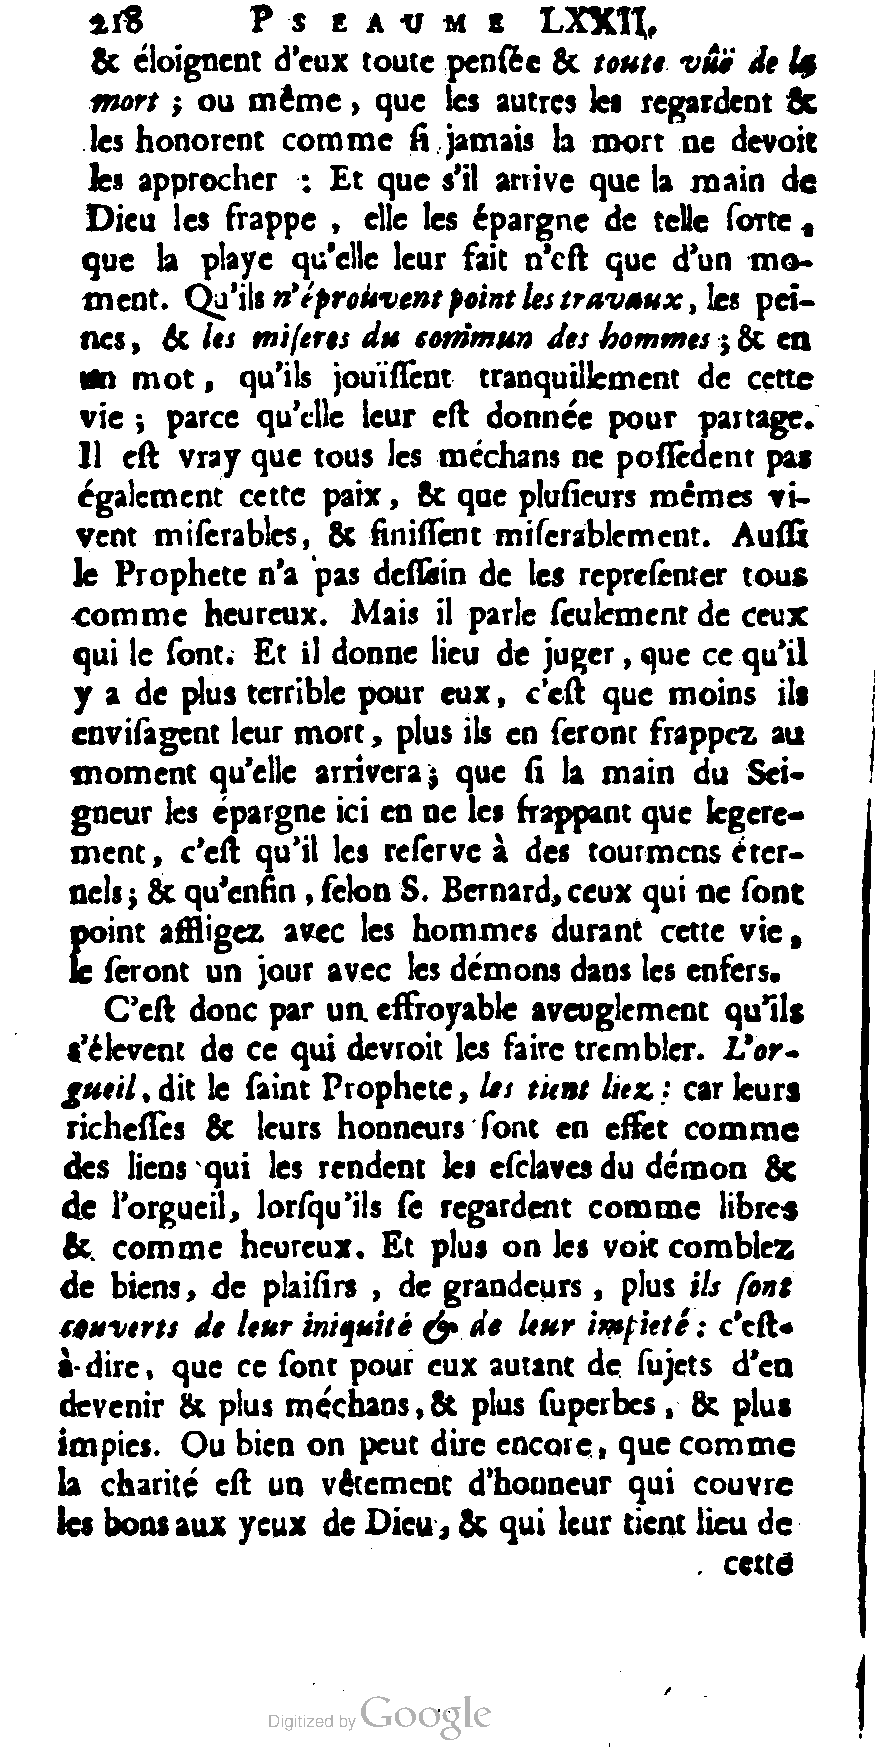 218 PSEAUME LXXII.
& éloignent d'eux toute penſée & toute vûë de la
mort ; ou même, que les autres les regardent &
les honorent comme ſi jamais la mort ne devoit
les approcher : Et que s'il arrive que la main de
Dieu les frappe , elle les épargne de telle ſorte ,
que la playe qu'elle leur fait n'eſt que d'un mo-
ment. Qu'ils n'éprouvent point les travaux, les pei-
nes, & les miſeres du commun des hommes ; & en
un mot , qu'ils jouïſſent tranquillement de cette
vie ; parce qu'elle leur eſt donnée pour partage.
Il eſt vray que tous les méchans ne poſſedent pas
également cette paix, & que pluſieurs mêmes vi-
vent miſerables, & finiſſent miſerablement. Auſſi
le Prophete n'a pas deſſein de les repreſenter tous
comme heureux. Mais il parle ſeulement de ceux
qui le ſont. Et il donne lieu de juger , que ce qu'il
y a de plus terrible pour eux, c'eſt que moins ils
enviſagent leur mort, plus ils en ſeront frappez au
moment qu'elle arrivera; que ſi la main du Sei-
gneur les épargne ici en ne les frappant que legere-
ment, c'eſt qu'il les reſerve à des tourmens éter-
nels; & qu'enfin , ſelon S. Bernard, ceux qui ne ſont
point affligez avec les hommes durant cette vie,
le ſeront un jour avec les démons dans les enfers.
C'eſt donc par un effroyable aveuglement qu'ils
s'élevent de ce qui devroit les faire trembler. L'or-
gueil, dit le ſaint Prophete, les tient liez : car leurs
richeſſes & leurs honneurs ſont en effet comme
des liens qui les rendent les eſclaves du démon &
de l'orgueil, lorſqu'ils ſe regardent comme libres
& comme heureux. Et plus on les voit comblez
de biens, de plaiſirs , de grandeurs , plus ils ſont
couverts de leur iniquité & de leur impieté : c'eſt-
à-dire, que ce ſont pour eux autant de ſujets d'en
devenir & plus méchans, & plus ſuperbes, & plus
impies. Ou bien on peut dire encore, que comme
la charité eſt un vêtement d'honneur qui couvre
les bons aux yeux de Dieu, & qui leur tient lieu de
cette
Digitized by Google